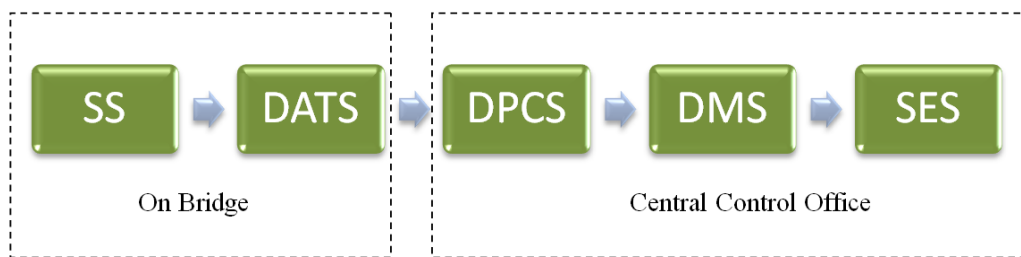 SS DATS DPCS DMS SES
On Bridge Central Control Office